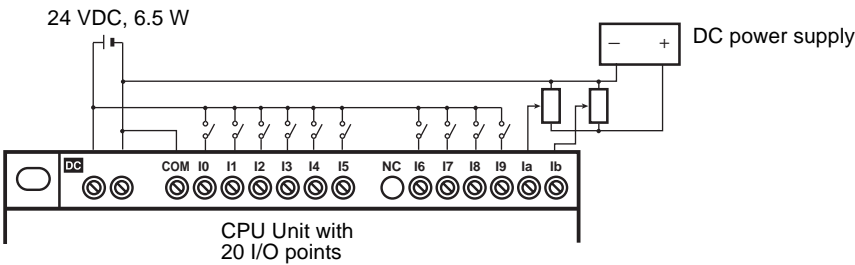 24 VDC, 6.5 W
− + DC power supply
DC COM I0 I1 I2 I3 I4 I5 NC I6 I7 I8 I9 Ia Ib
CPU Unit with
20 I/O points